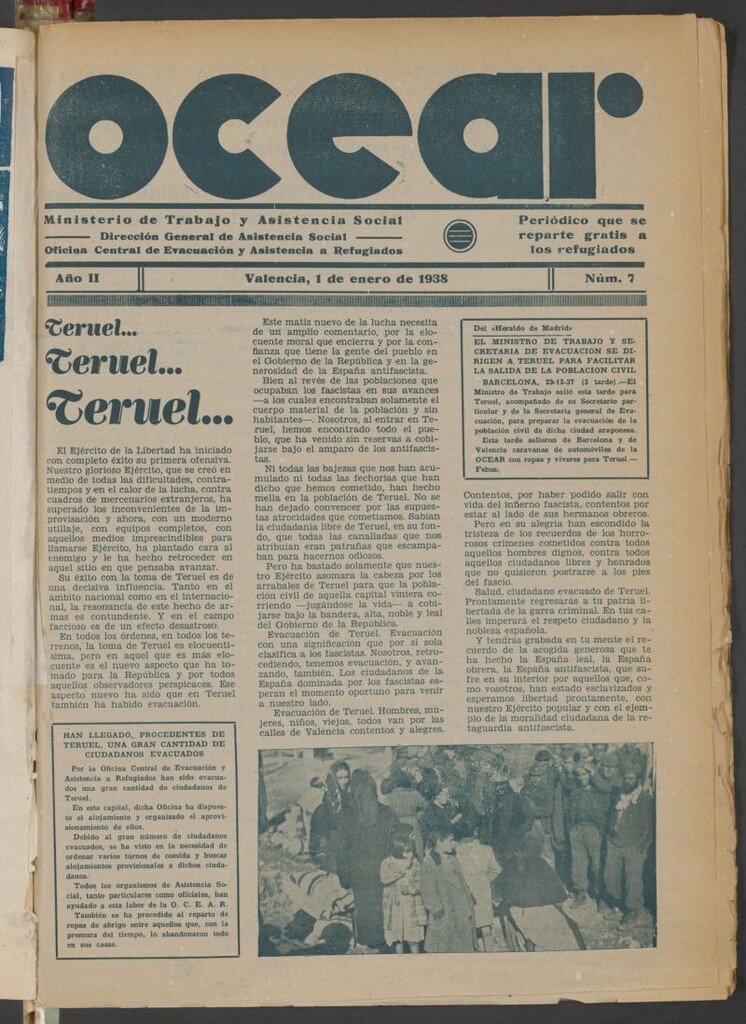 ocear
Ministerio de Trabajo y Asistencia Social
Dirección General de Asistencia Social
Oficina Central de Evacuación y Asistencia a Refugiados
Periódico que se
reparte gratis a
los refugiados
Año II
Valencia, 1 de enero de 1938
Núm. 7
Teruel...
Teruel...
Teruel...
El Ejército de la Libertad ha iniciado
con completo éxito su primera ofensiva.
Nuestro glorioso Ejército, que se creó en
medio de todas las dificultades, contra-
tiempos y en el calor de la lucha, contra
cuadros de mercenarios extranjeros, ha
superado los inconvenientes de la im-
provisación y ahora, con un moderno
utillaje, con equipos completos, con
aquellos medios imprescindibles para
llamarse Ejército, ha plantado cara al
enemigo y le ha hecho retroceder en
aquel sitio en que pensaba avanzar.
Su éxito con la toma de Teruel es de
una decisiva influencia. Tanto en el
ámbito nacional como en el internacio-
nal, la resonancia de este hecho de ar-
mas es contundente. Y en el campo
faccioso es de un efecto desastroso.
En todos los órdenes, en todos los te-
rrenos, la toma de Teruel es elocuentí-
sima, pero en aquel que es más elo-
cuente es el nuevo aspecto que ha to-
mado para la República y por todos
aquellos observadores perspicaces. Ese
aspecto nuevo ha sido que en Teruel
también ha habido evacuación.
HAN LLEGADO, PROCEDENTES DE
TERUEL, UNA GRAN CANTIDAD DE
CIUDADANOS EVACUADOS
Por la Oficina Central de Evacuación y
Asistencia a Refugiados han sido evacua-
dos una gran cantidad de ciudadanos de
Teruel.
En esta capital, dicha Oficina ha dispues-
to el alojamiento y organizado el aprovi-
sionamiento de ellos.
Debido al gran número de ciudadanos
evacuados, se ha visto en la necesidad de
ordenar varios turnos de comida y buscar
alojamientos provisionales a dichos ciuda-
danos.
Todos los organismos de Asistencia So-
cial, tanto particulares como oficiales, han
ayudado a esta labor de la O. C. E. A. R.
También se ha procedido al reparto de
ropas de abrigo entre aquellos que, con la
premura del tiempo, lo abandonaron todo
en sus casas.
Este matiz nuevo de la lucha necesita
de un amplio comentario, por la elo-
cuente moral que encierra y por la con-
fianza que tiene la gente del pueblo en
el Gobierno de la República y en la ge-
nerosidad de la España antifascista.
Bien al revés de las poblaciones que
ocupaban los fascistas en sus avances
—a los cuales encontraban solamente el
cuerpo material de la población y sin
habitantes—. Nosotros, al entrar en Te-
ruel, hemos encontrado todo el pue-
blo, que ha venido sin reservas a cobi-
jarse bajo el amparo de los antifascis-
tas.
Ni todas las bajezas que nos han acu-
mulado ni todas las fechorías que han
dicho que hemos cometido, han hecho
mella en la población de Teruel. No se
han dejado convencer por las supues-
tas atrocidades que cometíamos. Sabían
la ciudadanía libre de Teruel, en su fon-
do, que todas las canalladas que nos
atribuían eran patrañas que escampa-
ban para hacernos odiosos.
Pero ha bastado solamente que nues-
tro Ejército asomara la cabeza por los
arrabales de Teruel para que la pobla-
ción civil de aquella capital viniera co-
rriendo —jugándose la vida— a cobi-
jarse bajo la bandera, alta, noble y leal
del Gobierno de la República.
Evacuación de Teruel. Evacuación
con una significación que por sí sola
clasifica a los fascistas. Nosotros, retro-
cediendo, tenemos evacuación, y avan-
zando, también. Los ciudadanos de la
España dominada por los fascistas es-
peran el momento oportuno para venir
a nuestro lado.
Evacuación de Teruel. Hombres, mu-
jeres, niños, viejos, todos van por las
calles de Valencia contentos y alegres.
Del «Heraldo de Madrid»
EL MINISTRO DE TRABAJO Y SE-
CRETARIA DE EVACUACION SE DI-
RIGEN A TERUEL PARA FACILITAR
LA SALIDA DE LA POBLACION CIVIL
BARCELONA, 23-12-37 (2 tarde).—El
Ministro de Trabajo salió esta tarde para
Teruel, acompañado de su Secretario par-
ticular y de la Secretaria general de Eva-
cuación, para preparar la evacuación de la
población civil de dicha ciudad aragonesa.
Esta tarde salieron de Barcelona y de
Valencia caravanas de automóviles de la
OCEAR con ropas y víveres para Teruel.—
Febus.
Contentos, por haber podido salir con
vida del infierno fascista, contentos por
estar al lado de sus hermanos obreros.
Pero en su alegría han escondido la
tristeza de los recuerdos de los horro-
rosos crímenes cometidos contra todos
aquellos hombres dignos, contra todos
aquellos ciudadanos libres y honrados
que no quisieron postrarse a los pies
del fascio.
Salud, ciudadano evacuado de Teruel.
Prontamente regresarás a tu patria li-
bertada de la garra criminal. En tus ca-
lles imperará el respeto ciudadano y la
nobleza española.
Y tendrás grabada en tu mente el re-
cuerdo de la acogida generosa que te
ha hecho la España leal, la España
obrera, la España antifascista, que su-
fre en su interior por aquellos que, co-
mo vosotros, han estado esclavizados y
esperamos libertad prontamente, con
nuestro Ejército popular y con el ejem-
plo de la moralidad ciudadana de la re-
taguardia antifascista.